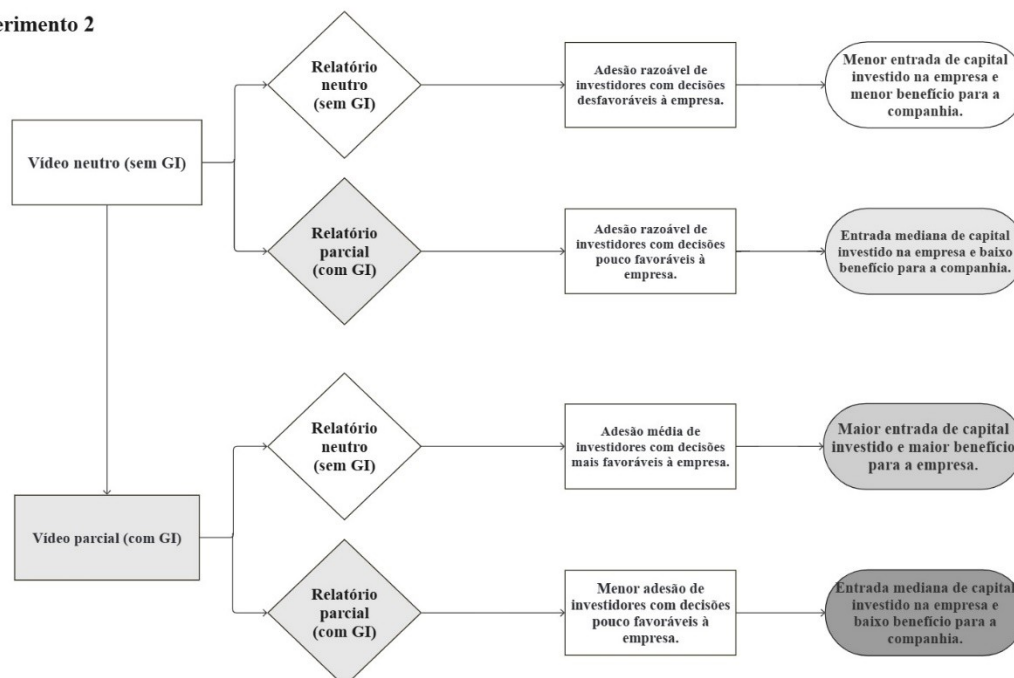 erimento 2
Relatório
neutro
(sem GI)
Adesão razoável de
investidores com decisões
desfavoráveis à empresa.
Menor entrada de capital
investido na empresa e
menor benefício para a
companhia.
Vídeo neutro (sem GI)
Relatório
parcial
(com GI)
Adesão razoável de
investidores com decisões
pouco favoráveis à
empresa.
Entrada mediana de capital
investido na empresa e baixo
benefício para a companhia.
Relatório
neutro
(sem GI)
Adesão média de
investidores com decisões
mais favoráveis à empresa.
Maior entrada de capital
investido e maior benefício
para a empresa.
Vídeo parcial (com GI)
Relatório
parcial
(com GI)
Menor adesão de
investidores com decisões
pouco favoráveis à
empresa.
Entrada mediana de capital
investido na empresa e
baixo benefício para a
companhia.